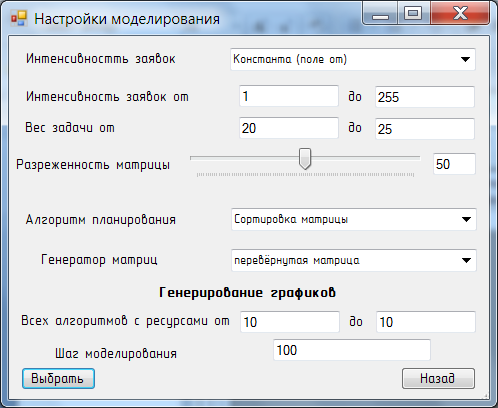 Настройки моделирования
Интенсивностть заявок Константа (поле от)
Интенсивность заявок от 1 до 255
Вес задачи от 20 до 25
Разреженность матрицы 50
Алгоритм планирования Сортировка матрицы
Генератор матриц перевёрнутая матрица
Генерирование графиков
Всех алгоритмов с ресурсами от 10 до 10
Шаг моделирования 100
Выбрать Назад